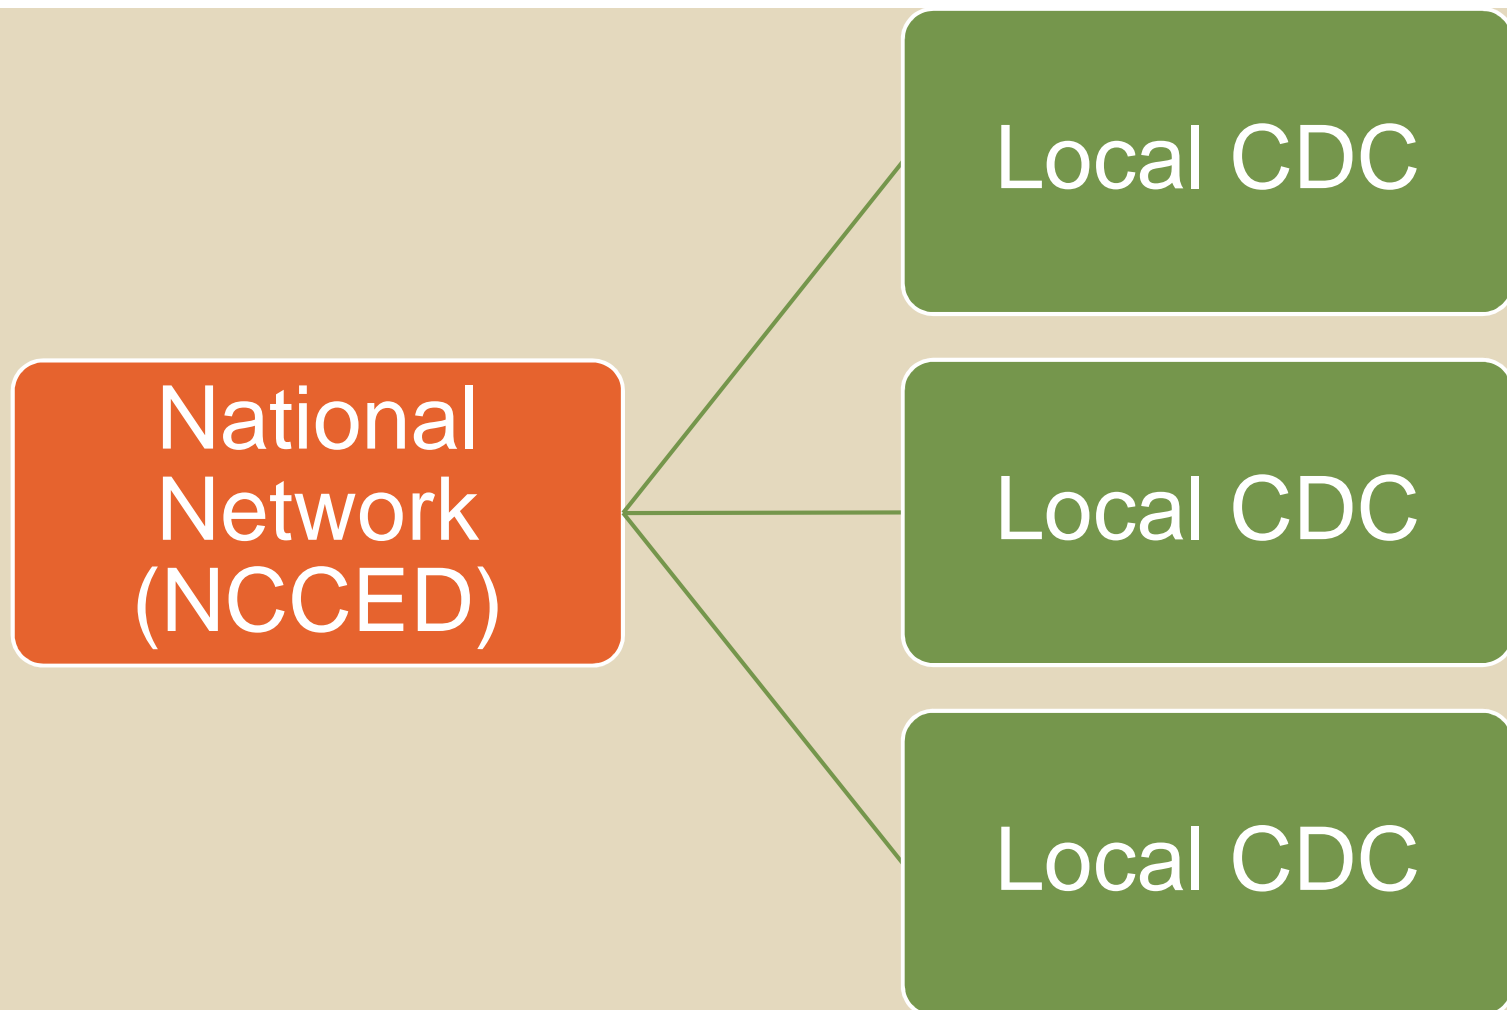 Local CDC
National
Network
(NCCED)
Local CDC
Local CDC